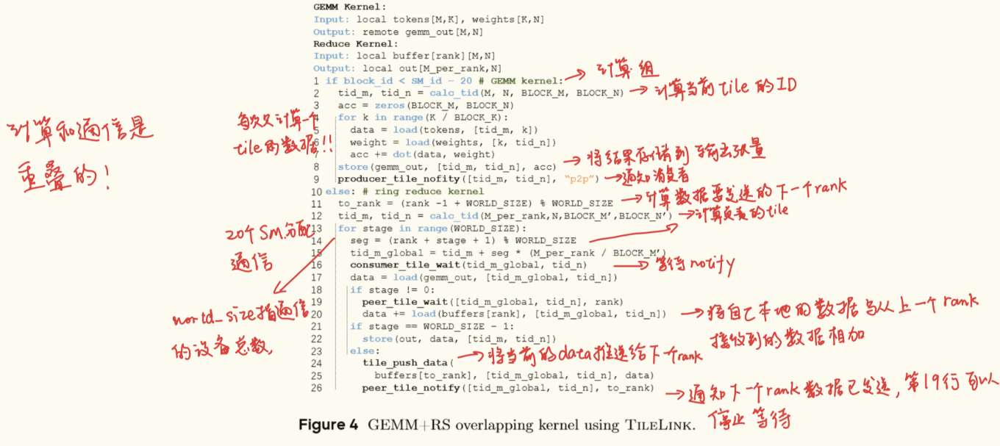 GEMM Kernel:
Input: local tokens[M,K], weights[K,N]
Output: remote gemm_out[M,N]
Reduce Kernel:
Input: local buffer[rank][M,N]
Output: local out[M_per_rank,N]
1 if block_id < SM_id - 20 # GEMM kernel:
→ 计算组
2 tid_m, tid_n = calc_tid(M, N, BLOCK_M, BLOCK_N)
→ 计算当前tile的ID
3 acc = zeros(BLOCK_M, BLOCK_N)
4 for k in range(K / BLOCK_K):
5 data = load(tokens, [tid_m, k])
6 weight = load(weights, [k, tid_n])
7 acc += dot(data, weight)
每次只计算一个
tile的数据!!
计算和通信是
重叠的!
8 store(gemm_out, [tid_m, tid_n], acc)
→ 将结果存储到输出张量
9 producer_tile_nofity([tid_m, tid_n], "p2p")
→通知消费者
10 else: # ring reduce kernel
11 to_rank = (rank -1 + WORLD_SIZE) % WORLD_SIZE
→计算数据要发送的下一个rank
12 tid_m, tid_n = calc_tid(M_per_rank,N,BLOCK_M',BLOCK_N')
→计算负责的tile
13 for stage in range(WORLD_SIZE):
14 seg = (rank + stage + 1) % WORLD_SIZE
15 tid_m_global = tid_m + seg * (M_per_rank / BLOCK_M')
20个SM分配
通信
16 consumer_tile_wait(tid_m_global, tid_n)
→ 等待notify
17 data = load(gemm_out, [tid_m_global, tid_n])
18 if stage != 0:
19 peer_tile_wait([tid_m_global, tid_n], rank)
20 data += load(buffers[rank], [tid_m_global, tid_n])
→将自己本地的数据与从上一个rank
接收到的数据相加
world_size指通信
的设备总数,
21 if stage == WORLD_SIZE - 1:
22 store(out, data, [tid_m, tid_n])
23 else:
→将当前的data推送给下个rank
24 tile_push_data(
25 buffers[to_rank], [tid_m_global, tid_n], data)
26 peer_tile_notify([tid_m_global, tid_n], to_rank)
→通知下一个rank数据已发送,第19行可以
停止等待
Figure 4 GEMM+RS overlapping kernel using TILELINK.